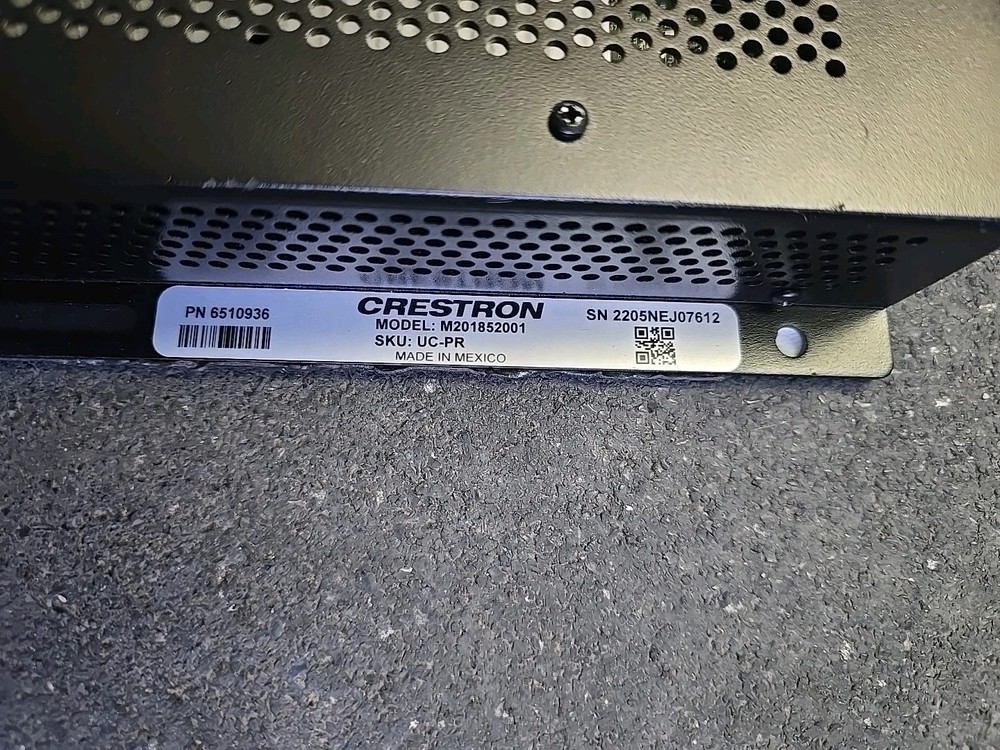 PN 6510936
CRESTRON
MODEL: M201852001
SKU: UC-PR
MADE IN MEXICO
SN 2205NEJ07612